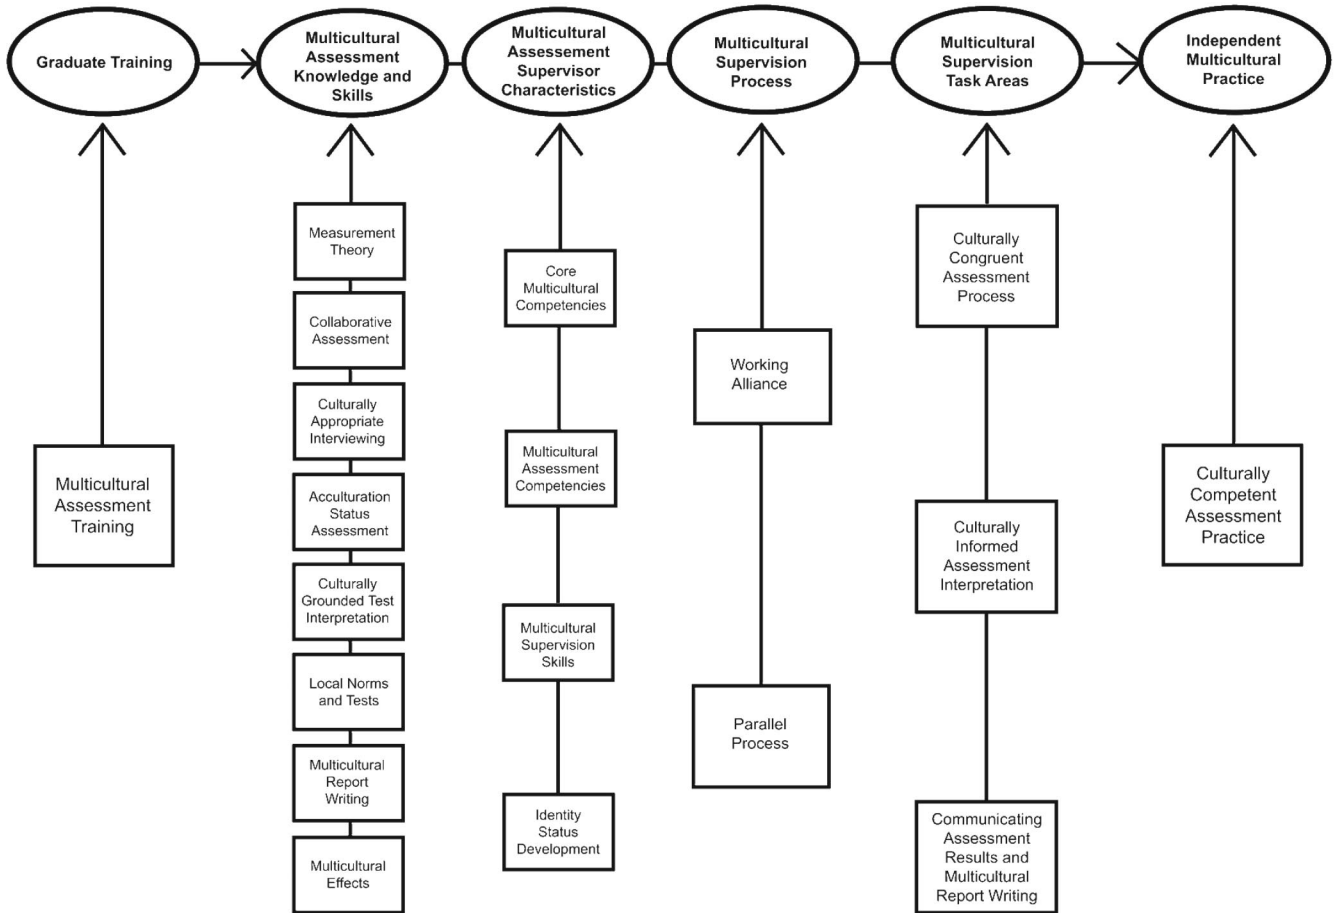 Graduate Training
Multicultural
Assessment
Knowledge and
Skills
Multicultural
Assessement
Supervisor
Characteristics
Multicultural
Supervision
Process
Multicultural
Supervision
Task Areas
Independent
Multicultural
Practice
Multicultural
Assessment
Training
Measurement
Theory
Collaborative
Assessment
Culturally
Appropriate
Interviewing
Acculturation
Status
Assessment
Culturally
Grounded Test
Interpretation
Local Norms
and Tests
Multicultural
Report
Writing
Multicultural
Effects
Core
Multicultural
Competencies
Multicultural
Assessment
Competencies
Multicultural
Supervision
Skills
Identity
Status
Development
Working
Alliance
Parallel
Process
Culturally
Congruent
Assessment
Process
Culturally
Informed
Assessment
Interpretation
Communicating
Assessment
Results and
Multicultural
Report Writing
Culturally
Competent
Assessment
Practice